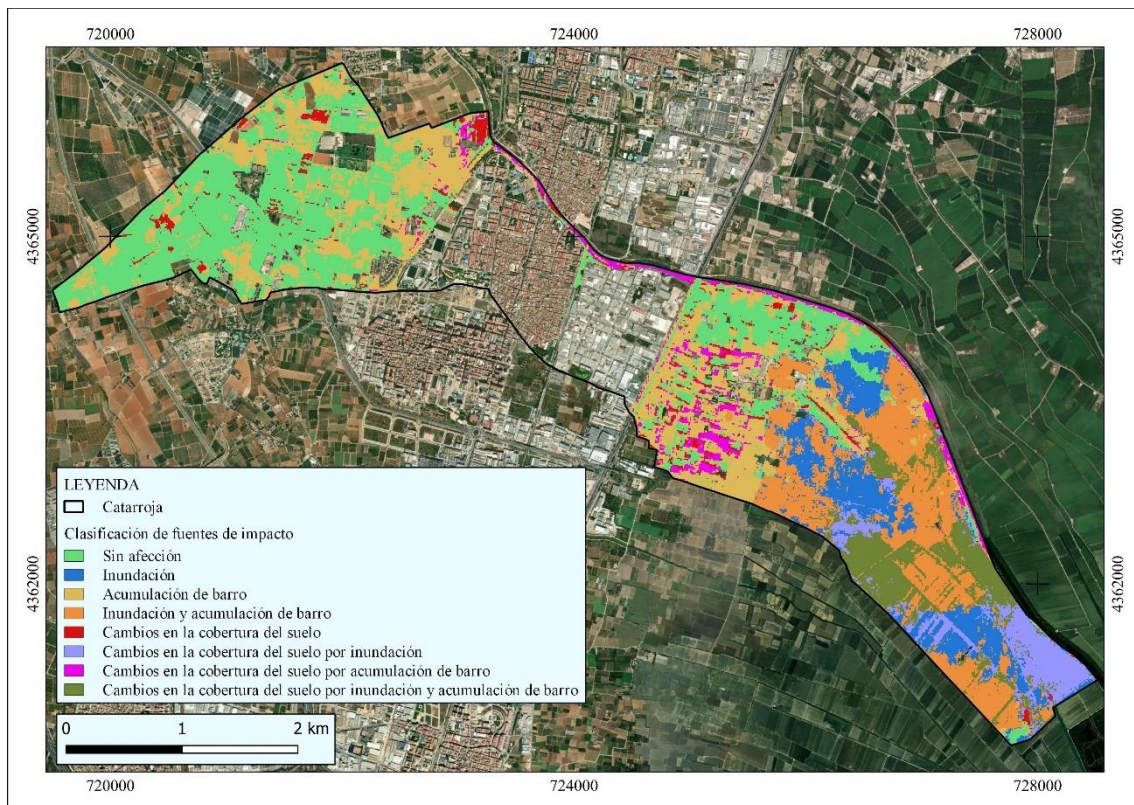 720000 724000 728000
4365000 4365000
4362000 4362000
LEYENDA
Catarroja
Clasificación de fuentes de impacto
Sin afección
Inundación
Acumulación de barro
Inundación y acumulación de barro
Cambios en la cobertura del suelo
Cambios en la cobertura del suelo por inundación
Cambios en la cobertura del suelo por acumulación de barro
Cambios en la cobertura del suelo por inundación y acumulación de barro
0 1 2 km
720000 724000 728000